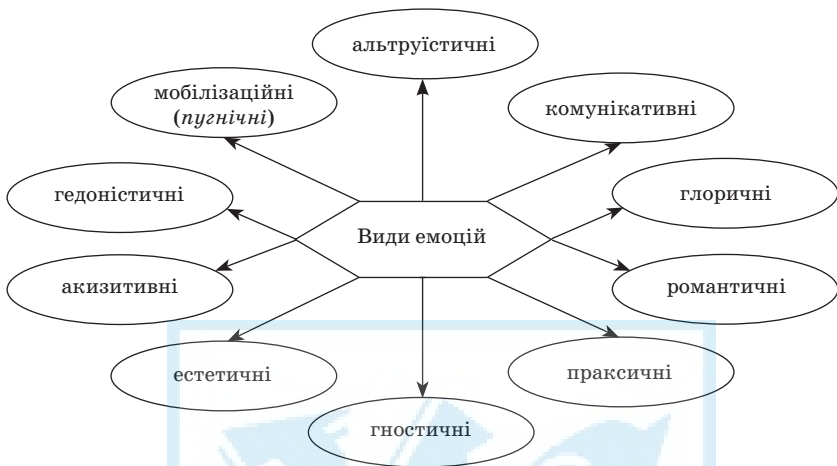 альтруїстичні
мобілізаційні
(пугнічні)
комунікативні
гедоністичні
глоричні
Види емоцій
акизитивні
романтичні
естетичні
праксичні
гностичні